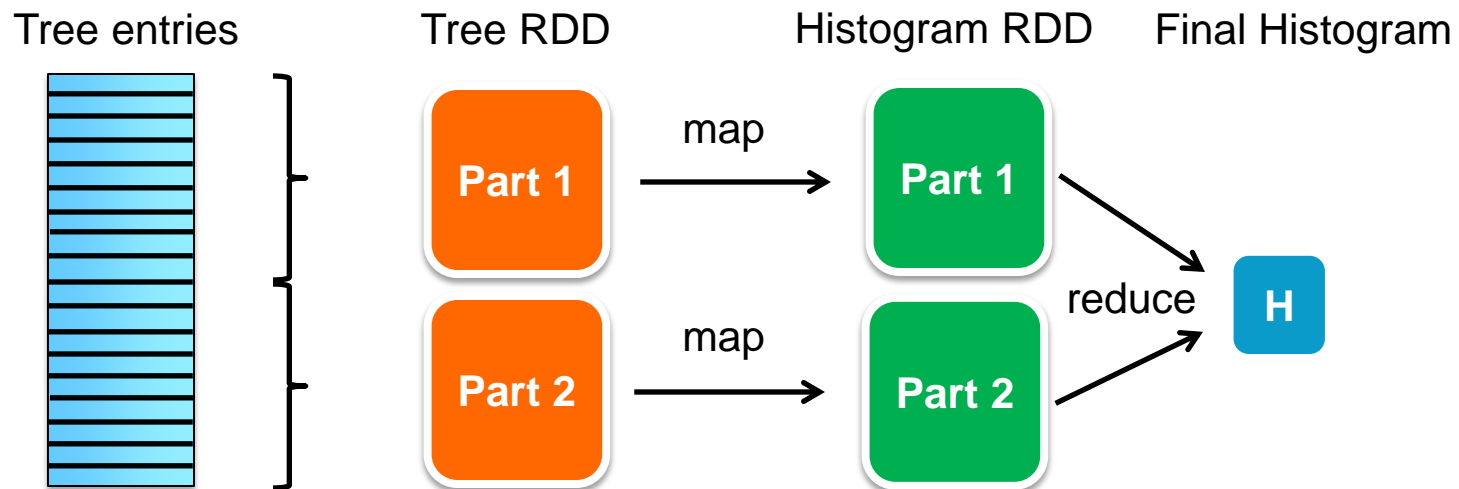 Tree entries Tree RDD Histogram RDD Final Histogram
map
Part 1 Part 1
reduce H
map
Part 2 Part 2